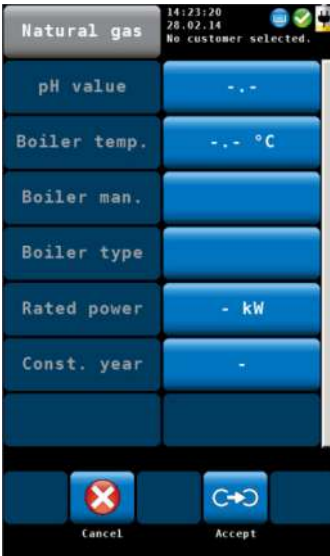 Natural gas
14:23:20
28.02.14
No customer selected.
pH value -.-
Boiler temp. -.- °C
Boiler man.
Boiler type
Rated power - kW
Const. year -
Cancel Accept